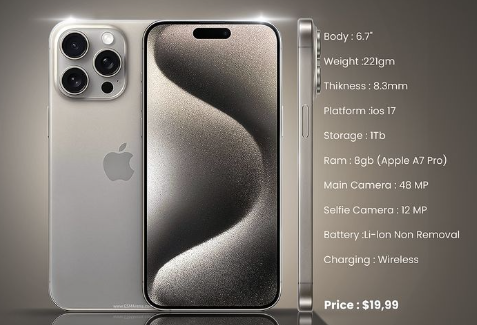 Body : 6.7"
Weight :221gm
Thikness : 8.3mm
Platform :ios 17
Storage : 1Tb
Ram : 8gb (Apple A7 Pro)
Main Camera : 48 MP
Selfie Camera : 12 MP
Battery :Li-Ion Non Removal
Charging : Wireless
Price : $19,99